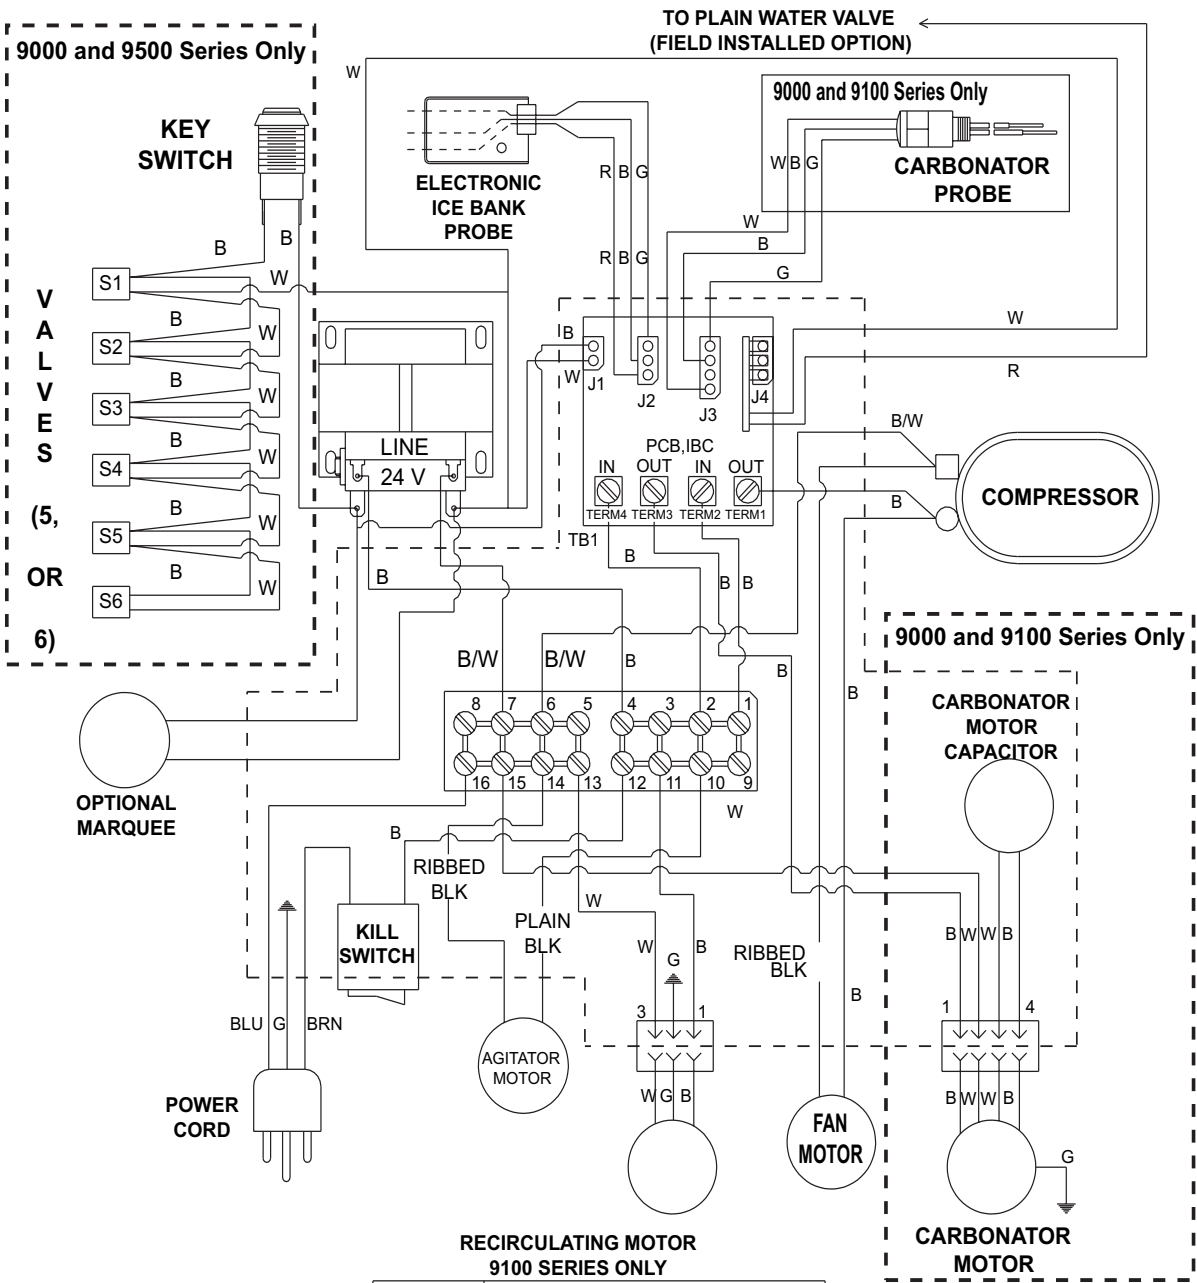 TO PLAIN WATER VALVE
(FIELD INSTALLED OPTION)
9000 and 9500 Series Only
W
9000 and 9100 Series Only
KEY
SWITCH
W B G
CARBONATOR
PROBE
R B G
ELECTRONIC
ICE BANK
PROBE
W
B
G
R B G
B
B
W
V
A
L
V
E
S
(5,
OR
6)
S1
B
W
S2
B
W
S3
B
W
S4
B
W
S5
B
W
S6
W
R
B
W
J1
J2
J3
J4
LINE
24 V
PCB,IBC
IN OUT IN OUT
TERM4 TERM3 TERM2 TERM1
TB1
B/W
B
COMPRESSOR
B
B
B B
B/W
B/W
B
B
B
9000 and 9100 Series Only
8 7 6 5 4 3 2 1
16 15 14 13 12 11 10 9
W
CARBONATOR
MOTOR
CAPACITOR
OPTIONAL
MARQUEE
B
RIBBED
BLK
W
PLAIN
BLK
KILL
SWITCH
W
G
B
RIBBED
BLK
B
B W W B
3 1
1 4
BLU G BRN
AGITATOR
MOTOR
W G B
B W W B
POWER
CORD
FAN
MOTOR
G
CARBONATOR
MOTOR
RECIRCULATING MOTOR
9100 SERIES ONLY